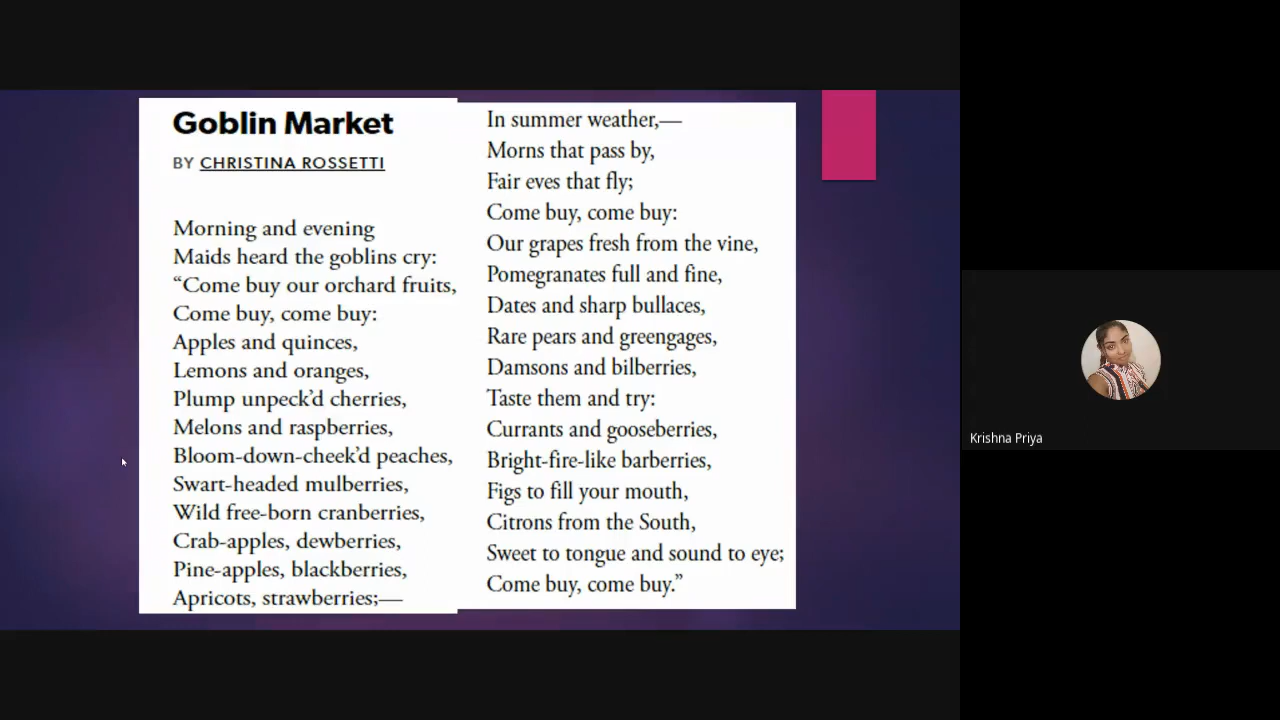 Goblin Market
BY CHRISTINA ROSSETTI
Morning and evening
Maids heard the goblins cry:
“Come buy our orchard fruits,
Come buy, come buy:
Apples and quinces,
Lemons and oranges,
Plump unpeck’d cherries,
Melons and raspberries,
Bloom-down-cheek’d peaches,
Swart-headed mulberries,
Wild free-born cranberries,
Crab-apples, dewberries,
Pine-apples, blackberries,
Apricots, strawberries;—
In summer weather,—
Morns that pass by,
Fair eves that fly;
Come buy, come buy:
Our grapes fresh from the vine,
Pomegranates full and fine,
Dates and sharp bullaces,
Rare pears and greengages,
Damsons and bilberries,
Taste them and try:
Currants and gooseberries,
Bright-fire-like barberries,
Figs to fill your mouth,
Citrons from the South,
Sweet to tongue and sound to eye;
Come buy, come buy.”
Krishna Priya